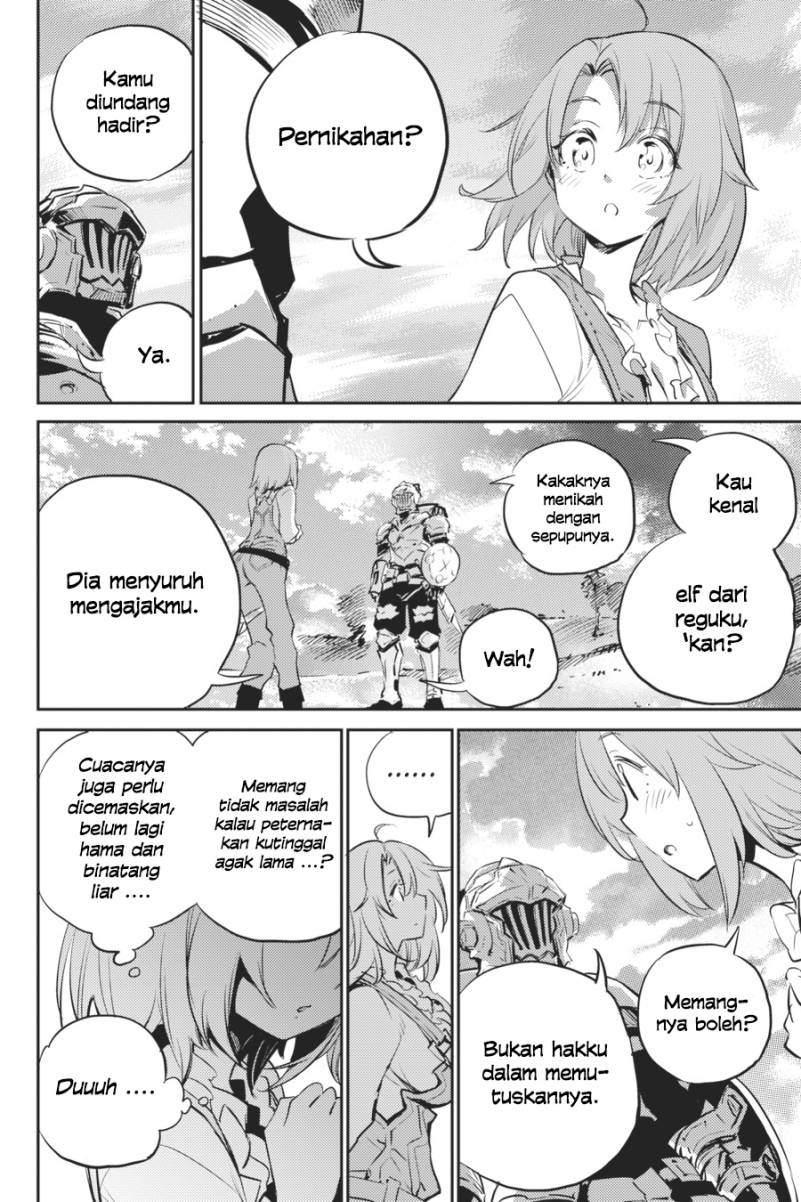 Pernikahan?
Kamu
diundang
hadir?
Ya.
Kau
kenal
elf dari
reguku,
'kan?
Kakaknya
menikah
dengan
sepupunya.
Wah!
Dia menyuruh
mengajakmu.
Memang-
nya boleh?
Bukan hakku
dalam memu-
tuskannya.
......
Memang
tidak masalah
kalau peterna-
kan kutinggal
agak lama ...?
Cuacanya
juga perlu
dicemaskan,
belum lagi
hama dan
binatang
liar ....
Duuuh ....